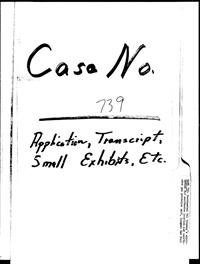 Case No.
739
Application, Transcript,
Small Exhibits, Etc.